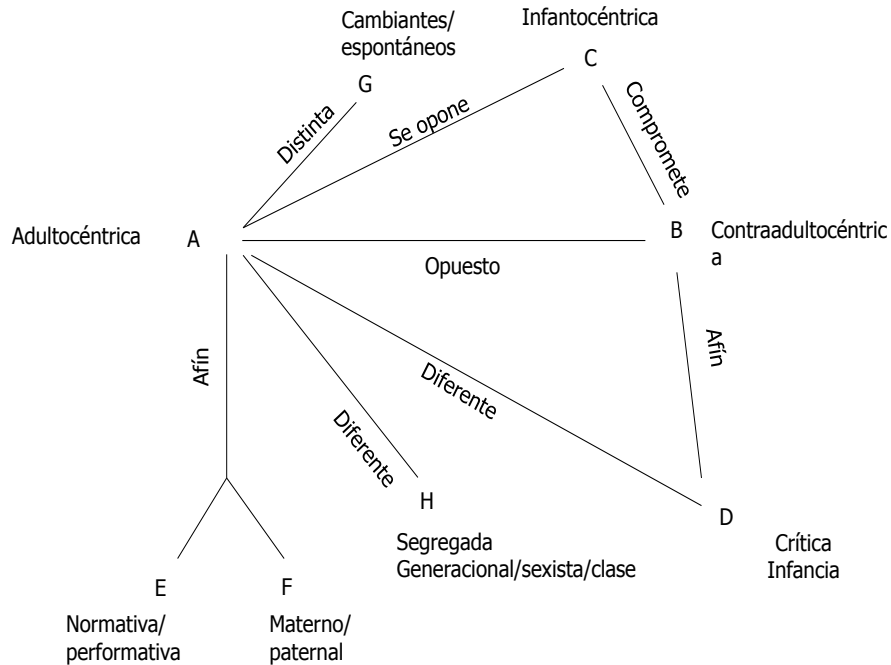 Cambiantes/
espontáneos
Infantocéntrica
G
C
Distinta
Se opone
Compromete
Adultocéntrica
A
B
Contraadultocéntric
a
Opuesto
Afín
Afín
Diferente
Diferente
H
D
Segregada
Generacional/sexista/clase
Crítica
Infancia
E
F
Normativa/
performativa
Materno/
paternal